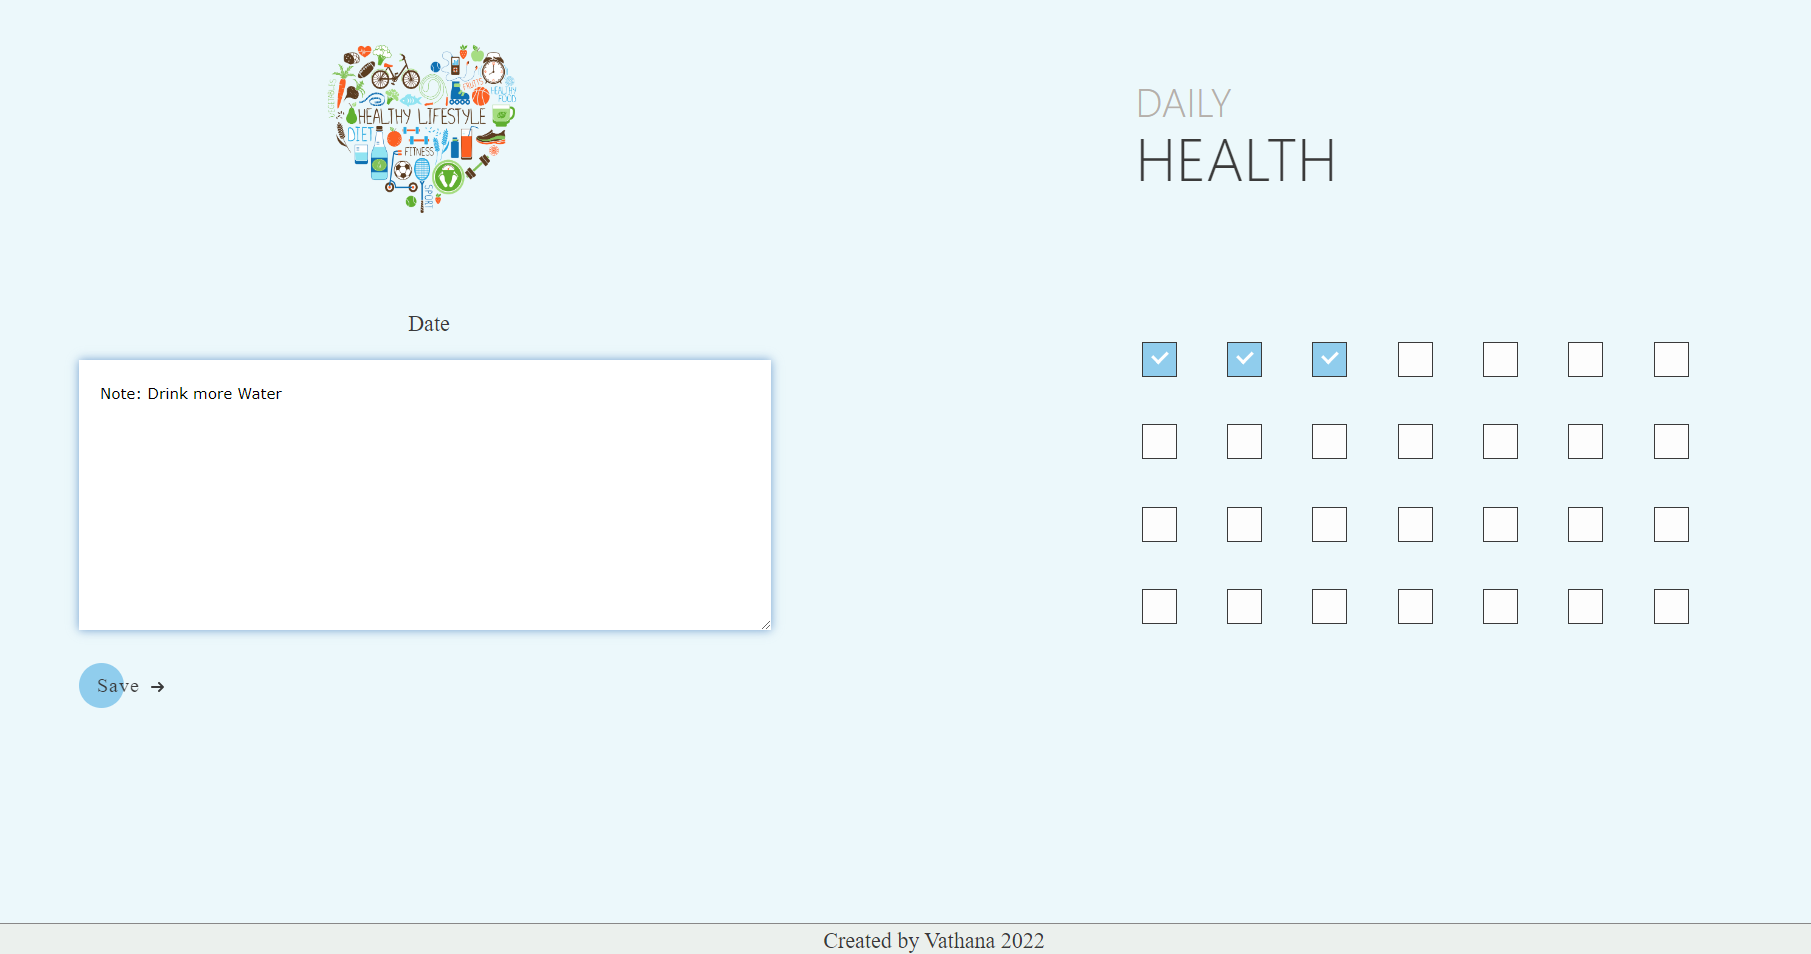 VEGETABLES
FRUITS
HEALTHY
FOOD
HEALTHY LIFESTYLE
DIET
FITNESS
SPORT
DAILY
HEALTH
Date
Note: Drink more Water
Save
Created by Vathana 2022